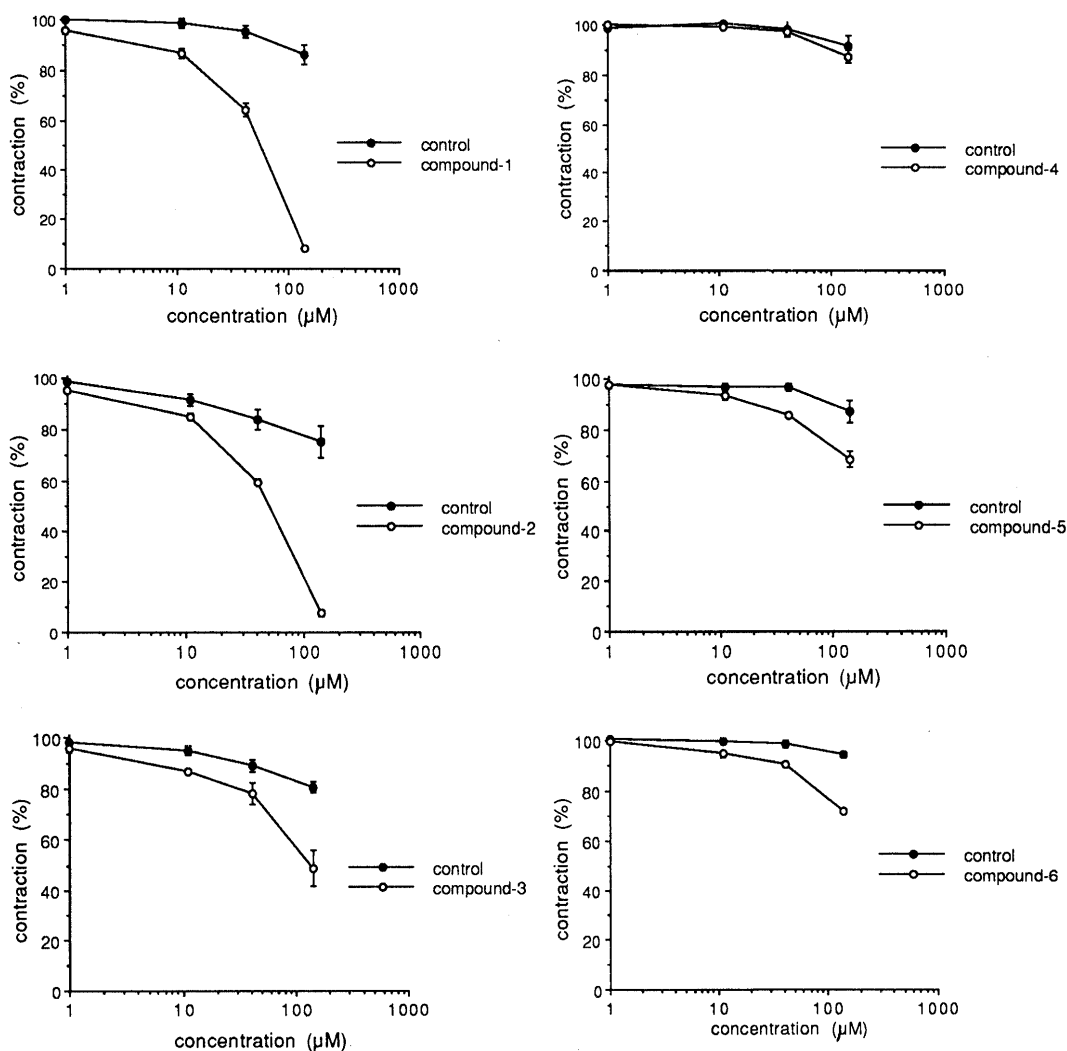 100
80
60
40
20
0
contraction (%)
1 10 100 1000
concentration (µM)
control
compound-1
100
80
60
40
20
0
contraction (%)
1 10 100 1000
concentration (µM)
control
compound-4
100
80
60
40
20
0
contraction (%)
1 10 100 1000
concentration (µM)
control
compound-2
100
80
60
40
20
0
contraction (%)
1 10 100 1000
concentration (µM)
control
compound-5
100
80
60
40
20
0
contraction (%)
1 10 100 1000
concentration (µM)
control
compound-3
100
80
60
40
20
0
contraction (%)
1 10 100 1000
concentration (µM)
control
compound-6